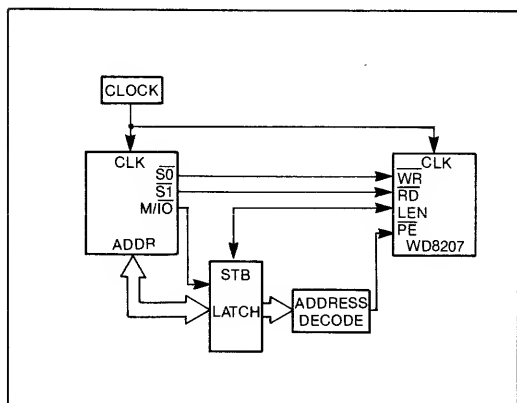 CLOCK
CLK
S0
S1
M/IO
ADDR
CLK
WR
RD
LEN
PE
WD8207
STB
LATCH
ADDRESS
DECODE